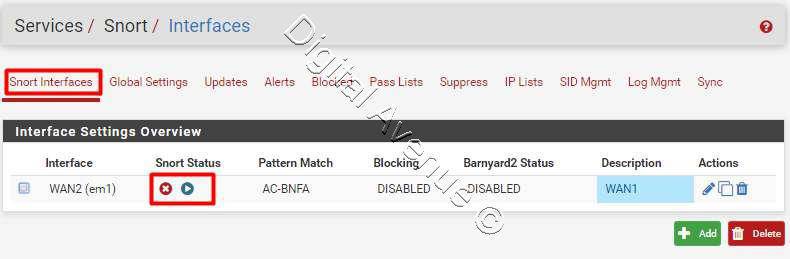 Services / Snort / Interfaces
Snort Interfaces Global Settings Updates Alerts Blocked Pass Lists Suppress IP Lists SID Mgmt Log Mgmt Sync
Interface Settings Overview
Interface Snort Status Pattern Match Blocking Barnyard2 Status Description Actions
WAN2 (em1) AC-BNFA DISABLED DISABLED WAN1
Add Delete
Digital Avenue ©